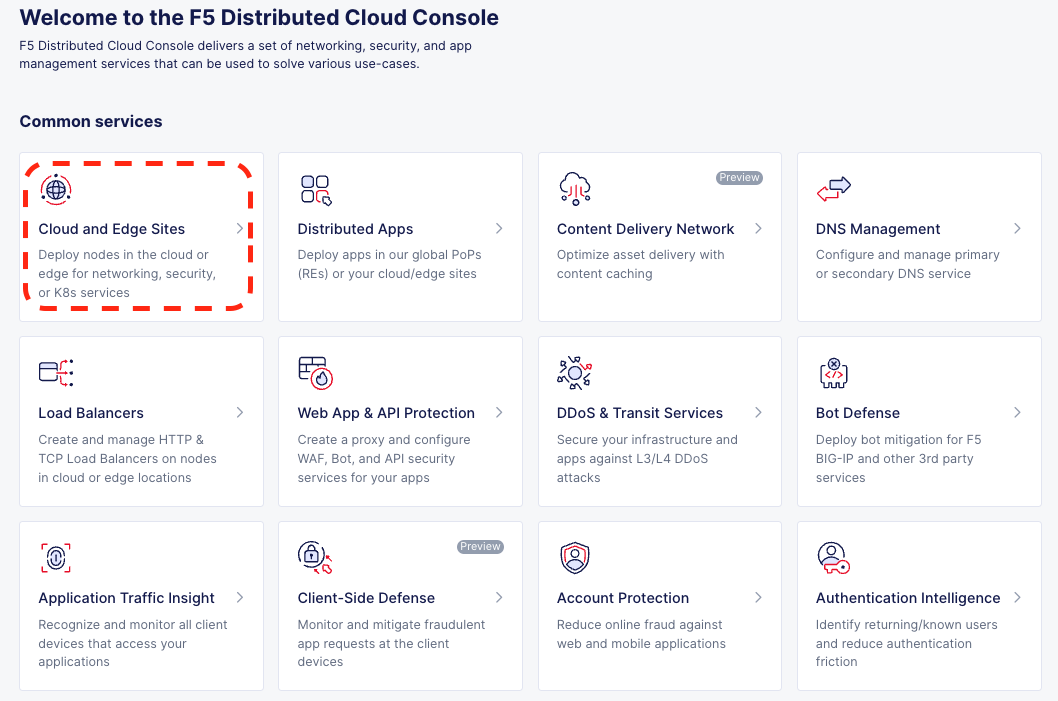 Welcome to the F5 Distributed Cloud Console
F5 Distributed Cloud Console delivers a set of networking, security, and app
management services that can be used to solve various use-cases.
Common services
Cloud and Edge Sites
Deploy nodes in the cloud or
edge for networking, security,
or K8s services
Distributed Apps
Deploy apps in our global PoPs
(REs) or your cloud/edge sites
Preview
Content Delivery Network
Optimize asset delivery with
content caching
DNS Management
Configure and manage primary
or secondary DNS service
Load Balancers
Create and manage HTTP &
TCP Load Balancers on nodes
in cloud or edge locations
Web App & API Protection
Create a proxy and configure
WAF, Bot, and API security
services for your apps
DDoS & Transit Services
Secure your infrastructure and
apps against L3/L4 DDoS
attacks
Bot Defense
Deploy bot mitigation for F5
BIG-IP and other 3rd party
services
Application Traffic Insight
Recognize and monitor all client
devices that access your
applications
Preview
Client-Side Defense
Monitor and mitigate fraudulent
app requests at the client
devices
Account Protection
Reduce online fraud against
web and mobile applications
Authentication Intelligence
Identify returning/known users
and reduce authentication
friction